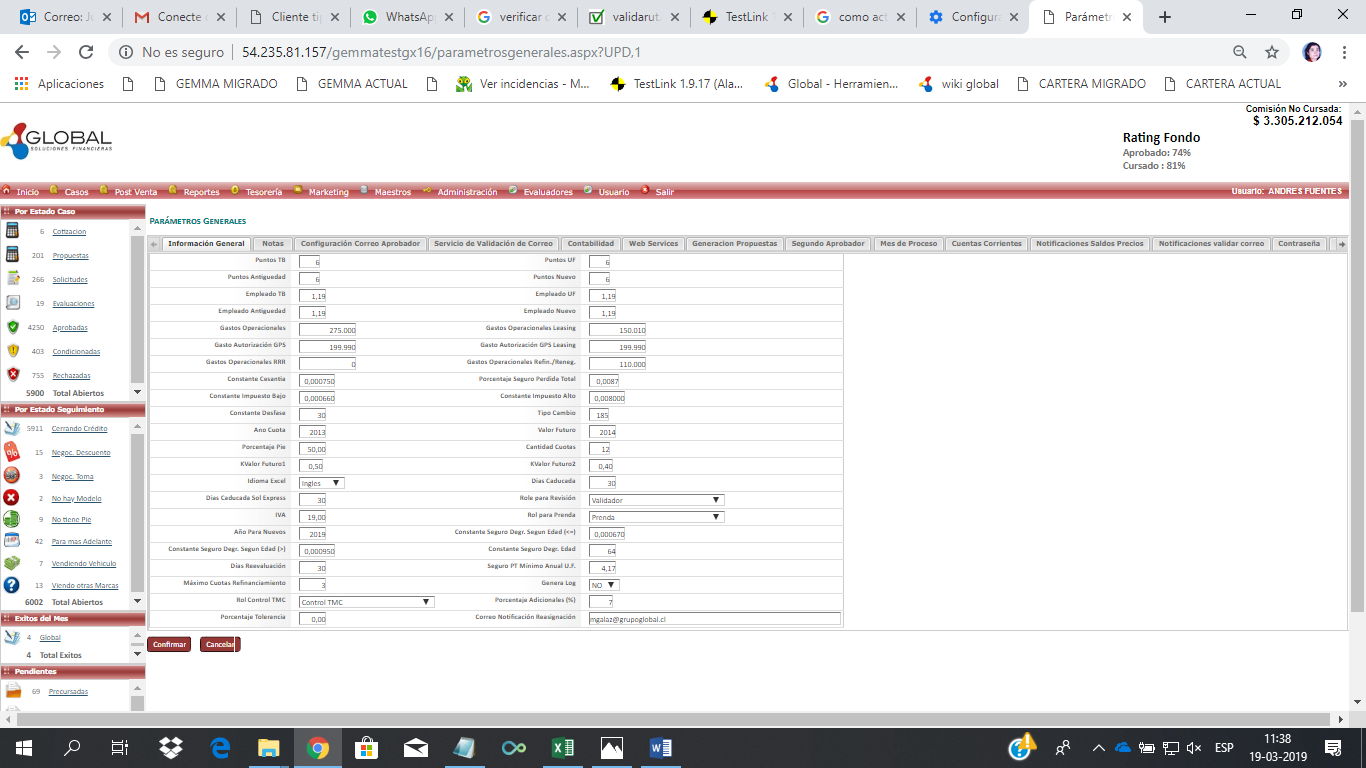 Correo: Ju
Conecte c
Cliente tip
WhatsApp
verificar c
validarut.
TestLink 1
como act
Configura
Parámetr
No es seguro | 54.235.81.157/gemmatestgx16/parametrosgenerales.aspx?UPD,1
Aplicaciones
GEMMA MIGRADO
GEMMA ACTUAL
Ver incidencias - M...
TestLink 1.9.17 (Ala...
Global - Herramien...
wiki global
CARTERA MIGRADO
CARTERA ACTUAL
»
Comisión No Cursada:
$ 3.305.212.054
GLOBAL
SOLUCIONES FINANCIERAS
Rating Fondo
Aprobado: 74%
Cursado : 81%
Inicio Casos Post Venta Reportes Tesorería Marketing Maestros Administración Evaluadores Usuario Salir
Usuario: ANDRES FUENTES
Por Estado Caso
6 Cotizacion
201 Propuestas
266 Solicitudes
19 Evaluaciones
4250 Aprobadas
403 Condicionadas
755 Rechazadas
5900 Total Abiertos
Por Estado Seguimiento
5911 Cerrando Crédito
15 Negoc. Descuento
3 Negoc. Toma
2 No hay Modelo
9 No tiene Pie
42 Para mas Adelante
7 Vendiendo Vehiculo
13 Viendo otras Marcas
6002 Total Abiertos
Exitos del Mes
4 Global
4 Total Exitos
Pendientes
69 Precursadas
PARÁMETROS GENERALES
Información General
Notas
Configuración Correo Aprobador
Servicio de Validación de Correo
Contabilidad
Web Services
Generacion Propuestas
Segundo Aprobador
Mes de Proceso
Cuentas Corrientes
Notificaciones Saldos Precios
Notificaciones validar correo
Contraseña
Puntos TB 6 Puntos UF 6
Puntos Antiguedad 6 Puntos Nuevo 6
Empleado TB 1,19 Empleado UF 1,19
Empleado Antiguedad 1,19 Empleado Nuevo 1,19
Gastos Operacionales 275.000 Gastos Operacionales Leasing 150.010
Gasto Autorización GPS 199.990 Gasto Autorización GPS Leasing 199.990
Gastos Operacionales RRR 0 Gastos Operacionales Refin./Reneg. 110.000
Constante Cesantia 0,000750 Porcentaje Seguro Perdida Total 0,0087
Constante Impuesto Bajo 0,000660 Constante Impuesto Alto 0,008000
Constante Desfase 30 Tipo Cambio 185
Ano Cuota 2013 Valor Futuro 2014
Porcentaje Pie 50,00 Cantidad Cuotas 12
KValor Futuro1 0,50 KValor Futuro2 0,40
Idioma Excel Ingles Dias Caducada 30
Dias Caducada Sol Express 30 Role para Revisión Validador
IVA 19,00 Rol para Prenda Prenda
Año Para Nuevos 2019 Constante Seguro Degr. Segun Edad (<=) 0,000670
Constante Seguro Degr. Segun Edad (>) 0,000950 Constante Seguro Degr. Edad 64
Días Reevaluación 30 Seguro PT Mínimo Anual U.F. 4,17
Máximo Cuotas Refinanciamiento 3 Genera Log NO
Rol Control TMC Control TMC Porcentaje Adicionales (%) 7
Porcentaje Tolerancia 0,00 Correo Notificación Reasignación mgalaz@grupoglobal.cl
Confirmar Cancelar
ESP
11:38
19-03-2019